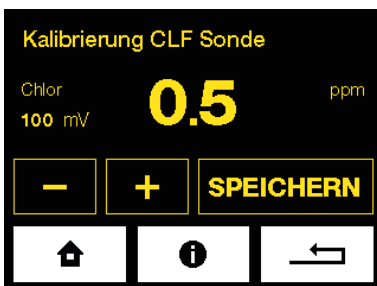 Kalibrierung CLF Sonde
Chlor 0.5 ppm
100 mV
− + SPEICHERN